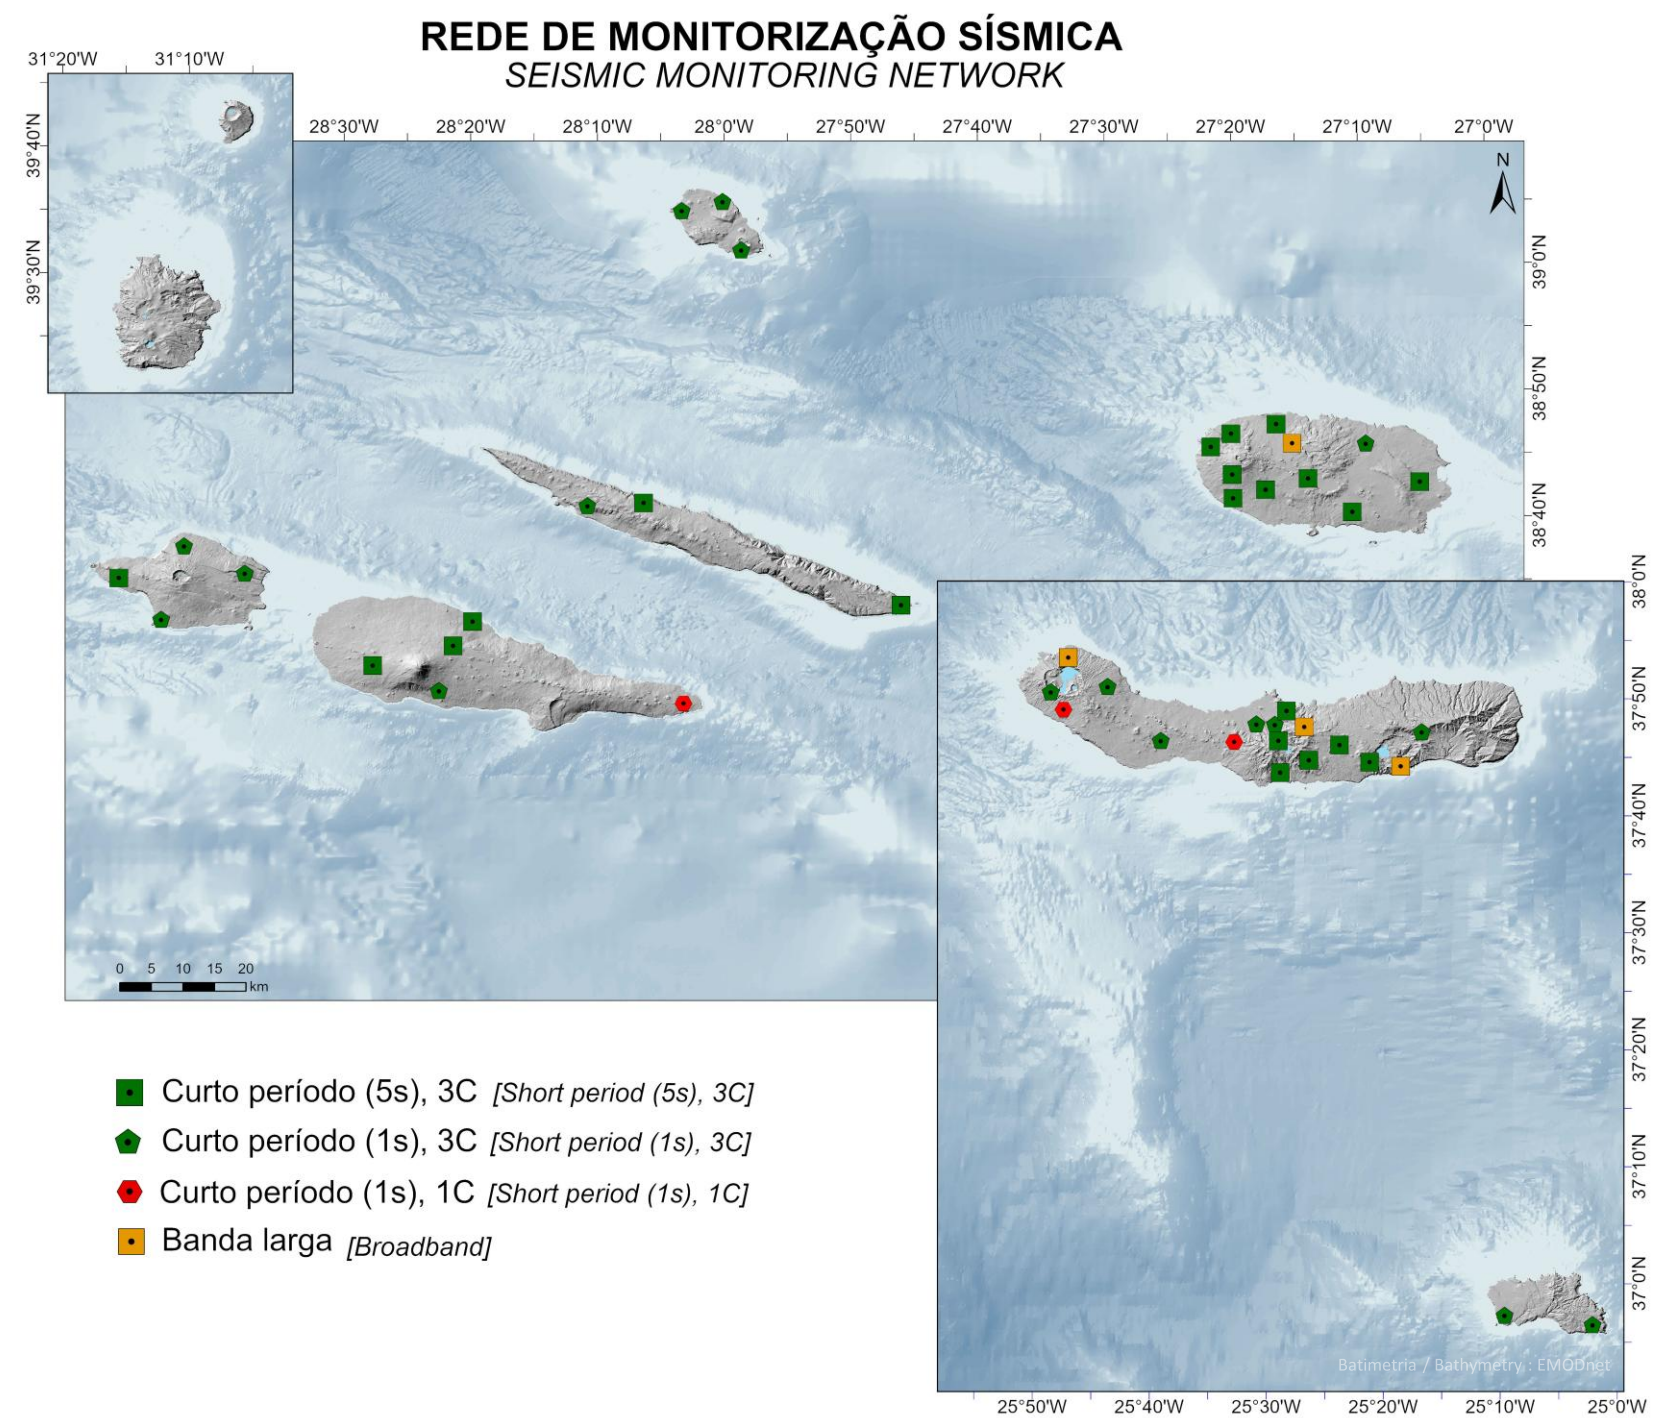 REDE DE MONITORIZAÇÃO SÍSMICA
SEISMIC MONITORING NETWORK
31°20'W 31°10'W
28°30'W 28°20'W 28°10'W 28°0'W 27°50'W 27°40'W 27°30'W 27°20'W 27°10'W 27°0'W
39°40'N
39°30'N
N
39°0'N
38°50'N
38°40'N
38°0'N
37°50'N
37°40'N
37°30'N
37°20'N
37°10'N
37°0'N
0 5 10 15 20
km
Curto período (5s), 3C [Short period (5s), 3C]
Curto período (1s), 3C [Short period (1s), 3C]
Curto período (1s), 1C [Short period (1s), 1C]
Banda larga [Broadband]
Batimetria / Bathymetry : EMODnet
25°50'W 25°40'W 25°30'W 25°20'W 25°10'W 25°0'W